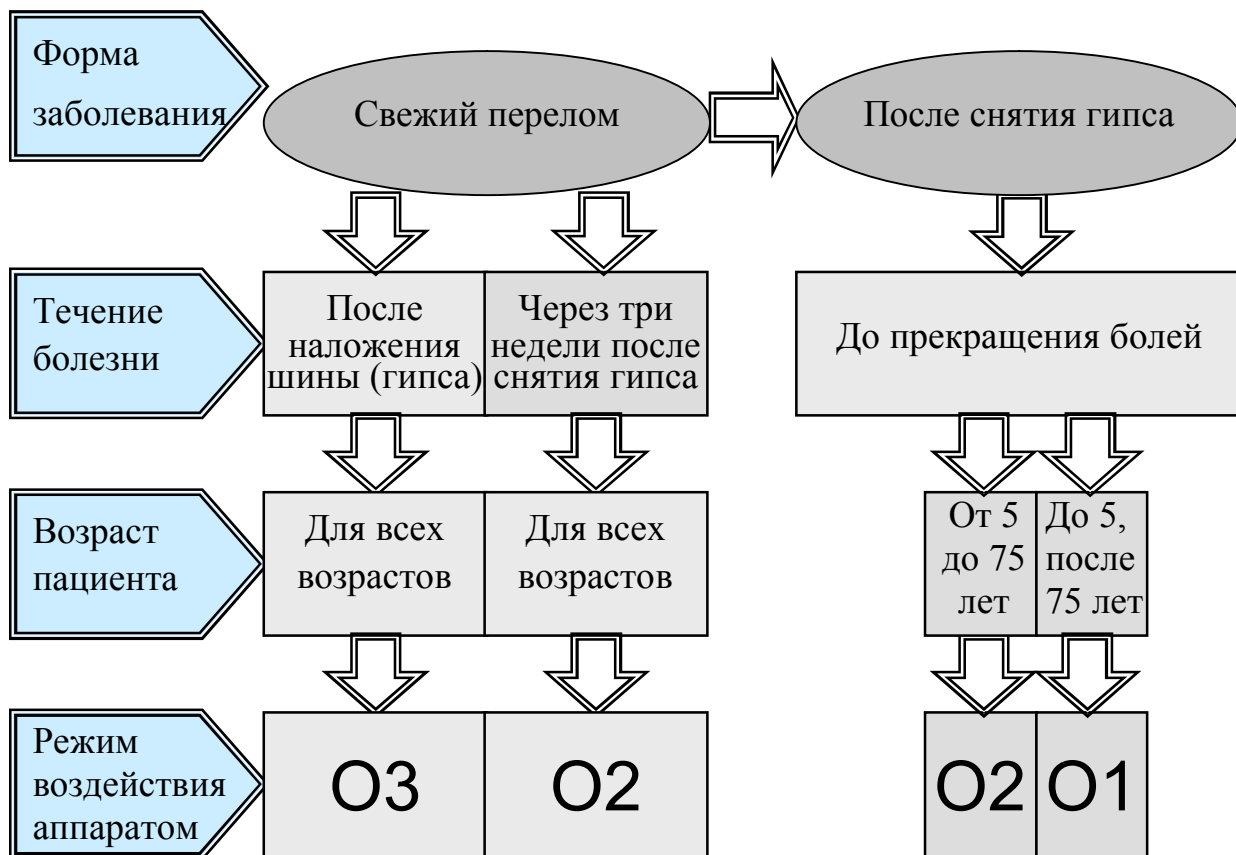 Форма
заболевания
Свежий перелом
После снятия гипса
Течение
болезни
После
наложения
шины (гипса)
Через три
недели после
снятия гипса
До прекращения болей
Возраст
пациента
Для всех
возрастов
Для всех
возрастов
От 5
до 75
лет
До 5,
после
75 лет
Режим
воздействия
аппаратом
О3
О2
О2
О1